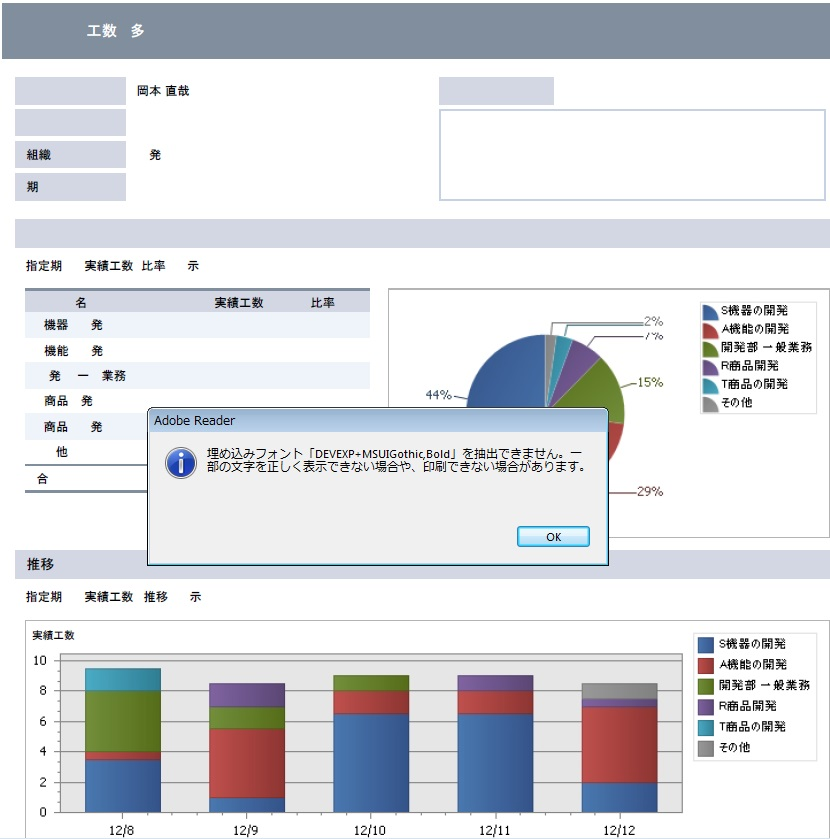 工数 多
岡本 直哉
組織 発
期
指定期 実績工数 比率 示
名 実績工数 比率
機器 発
機能 発
発 一 業務
商品 発
商品 発
他
合
2%
7%
15%
44%
29%
S機器の開発
A機能の開発
開発部 一般業務
R商品開発
T商品の開発
その他
Adobe Reader
埋め込みフォント「DEVEXP+MSUIGothic,Bold」を抽出できません。一
部の文字を正しく表示できない場合や、印刷できない場合があります。
OK
推移
指定期 実績工数 推移 示
実績工数
10
8
6
4
2
0
12/8 12/9 12/10 12/11 12/12
S機器の開発
A機能の開発
開発部 一般業務
R商品開発
T商品の開発
その他